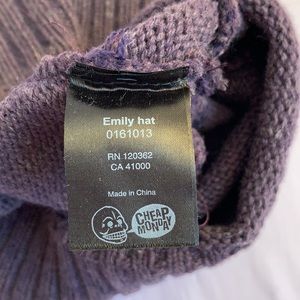 Emily hat
0161013
RN 120362
CA 41000
Made in China
CHEAP
MONDAY